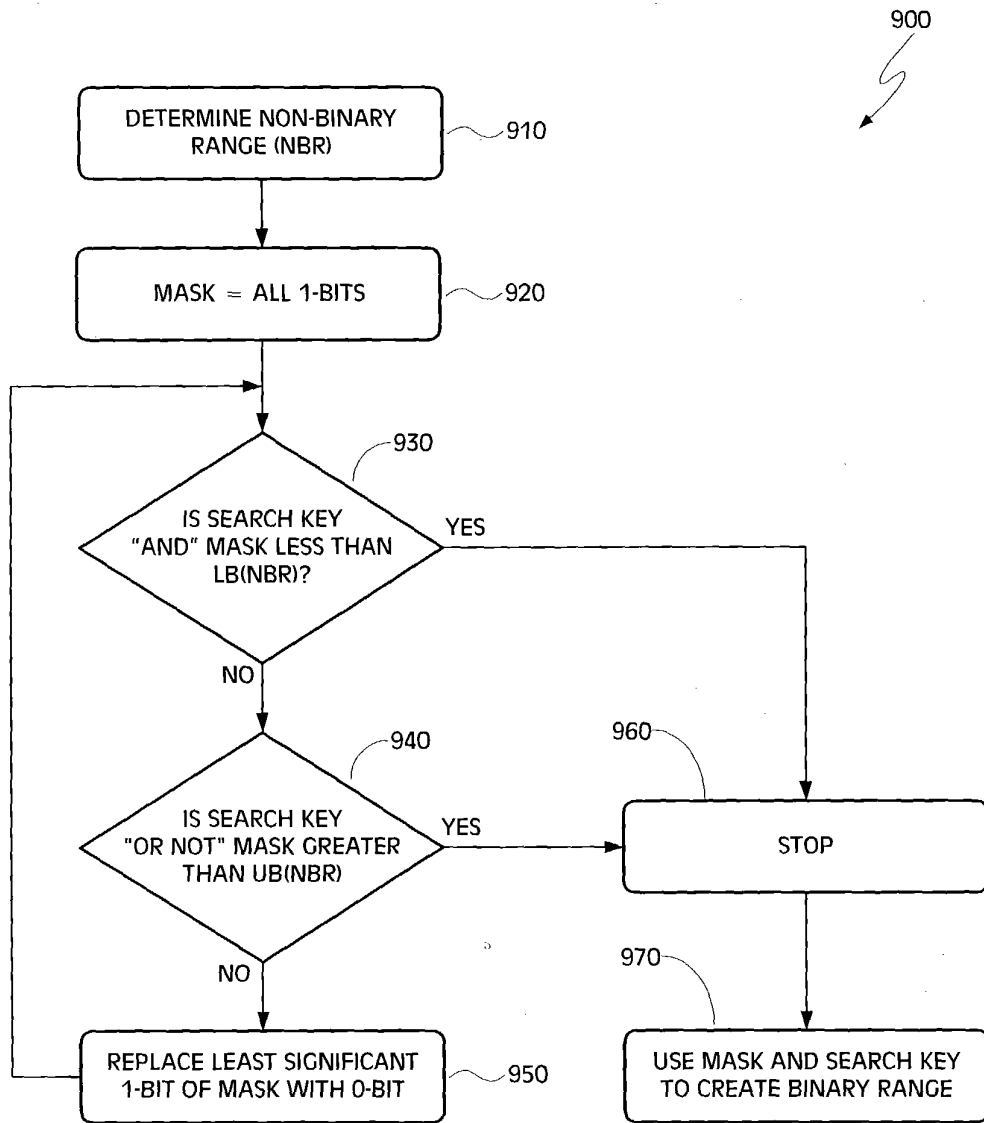 900
DETERMINE NON-BINARY
RANGE (NBR)
910
MASK = ALL 1-BITS
920
930
IS SEARCH KEY
"AND" MASK LESS THAN
LB(NBR)?
YES
NO
940
IS SEARCH KEY
"OR NOT" MASK GREATER
THAN UB(NBR)
YES
NO
960
STOP
970
REPLACE LEAST SIGNIFICANT
1-BIT OF MASK WITH 0-BIT
950
USE MASK AND SEARCH KEY
TO CREATE BINARY RANGE